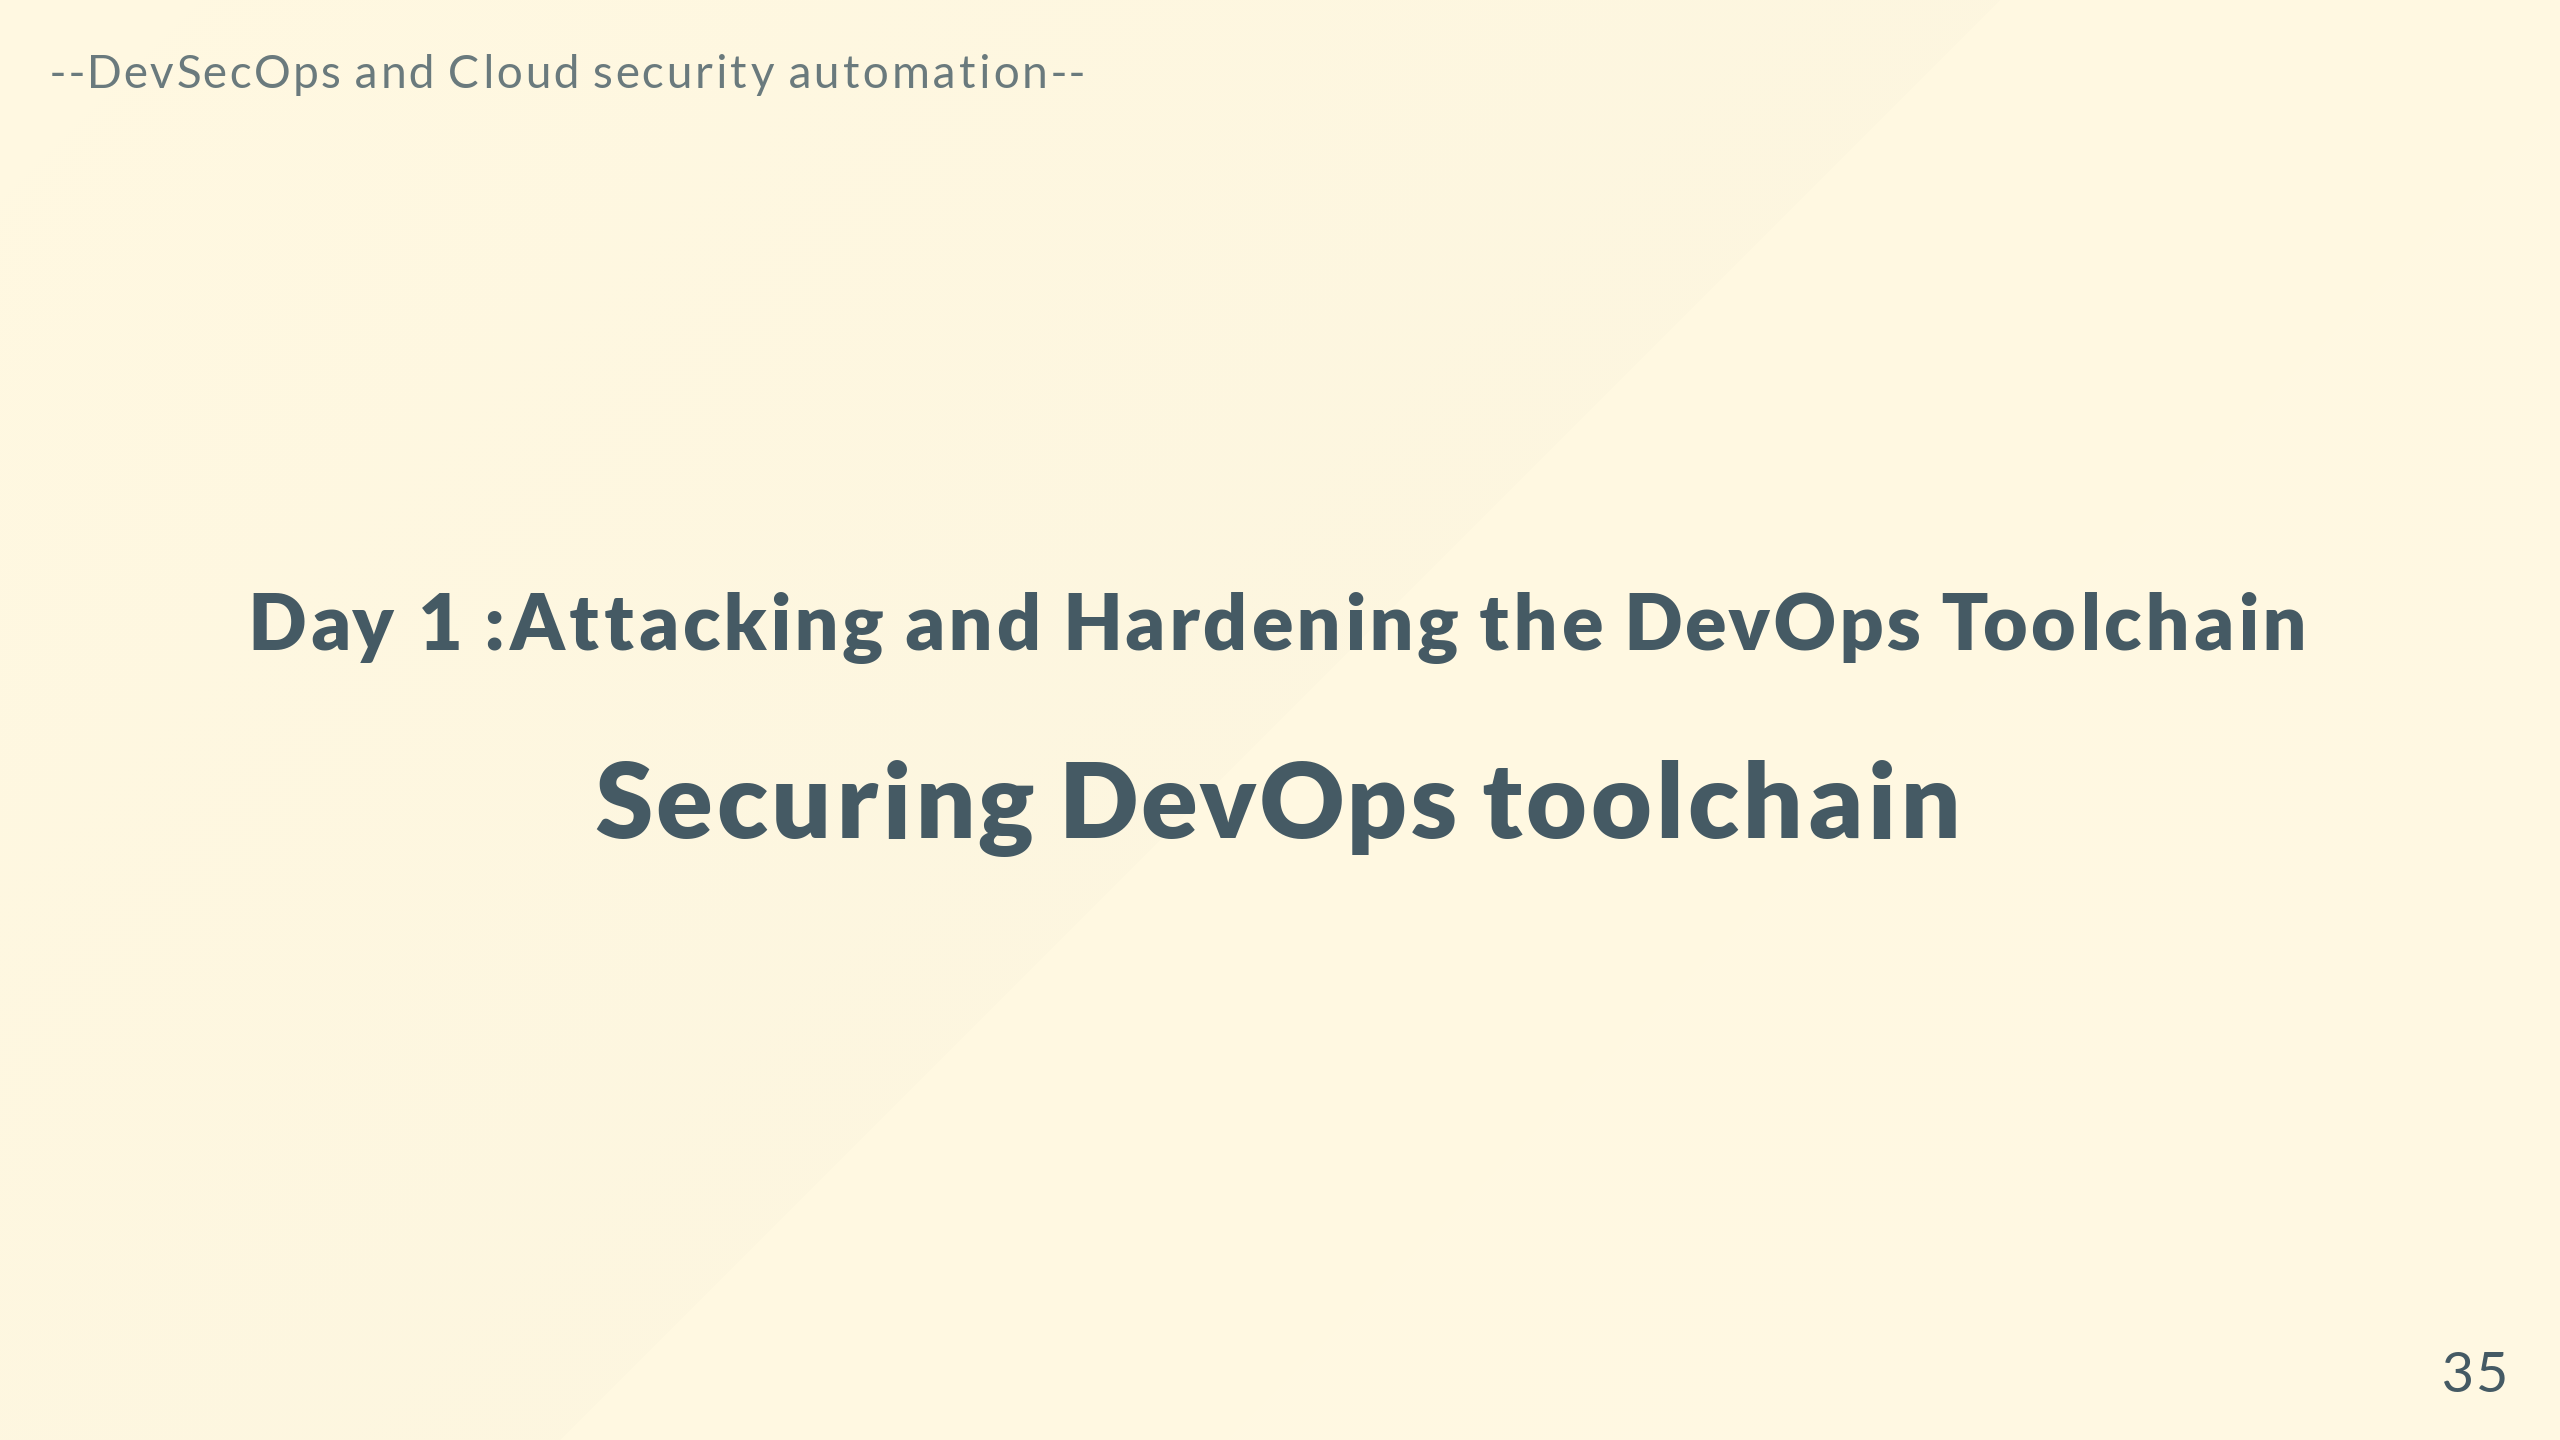 --DevSecOps and Cloud security automation--
Day 1 :Attacking and Hardening the DevOps Toolchain
Securing DevOps toolchain
35